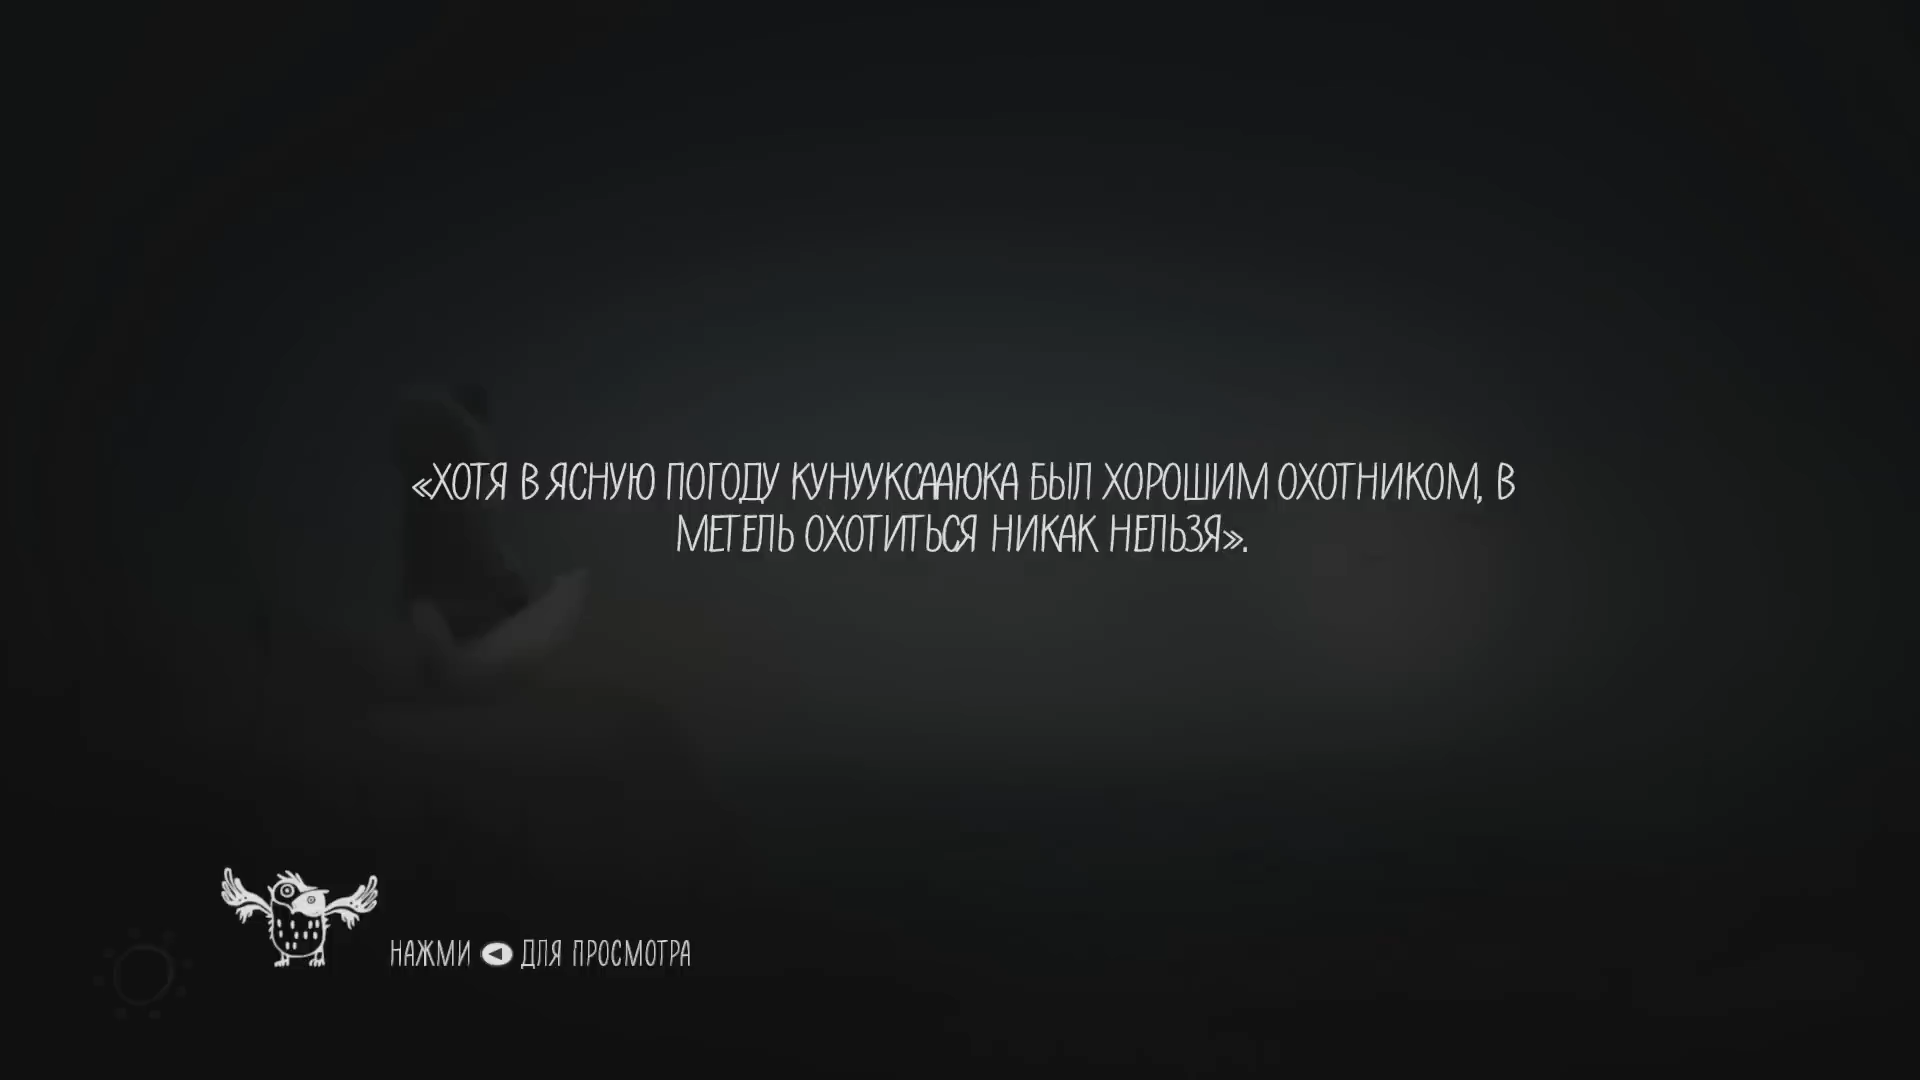 «ХОТЯ В ЯСНУЮ ПОГОДУ КУНУУКСААЮКА БЫЛ ХОРОШИМ ОХОТНИКОМ, В
МЕТЕЛЬ ОХОТИТЬСЯ НИКАК НЕЛЬЗЯ».
НАЖМИ ДЛЯ ПРОСМОТРА